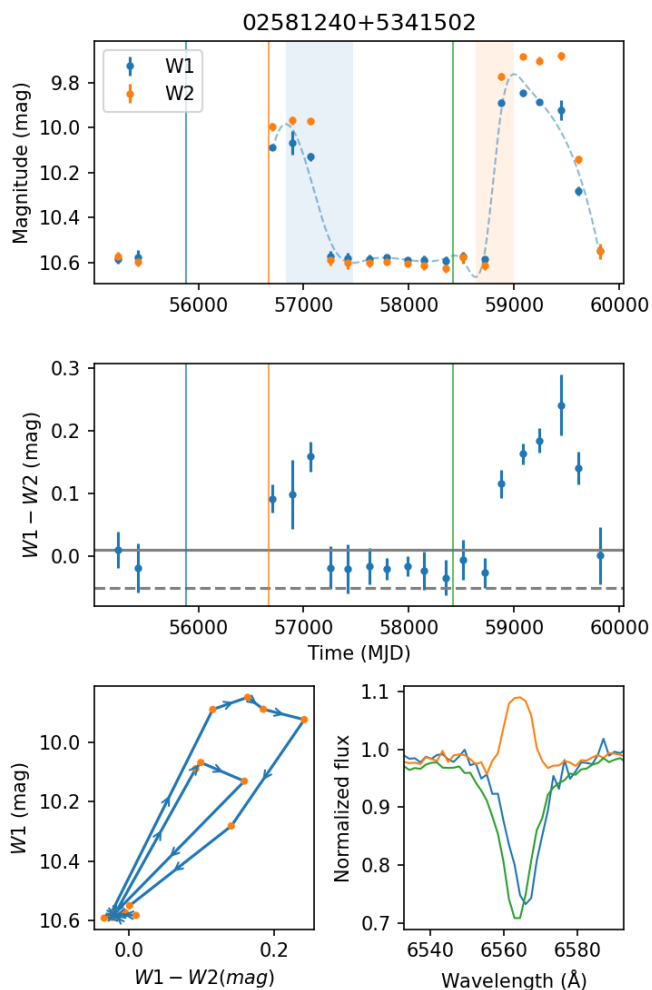 02581240+5341502
W1
W2
Magnitude (mag)
9.8
10.0
10.2
10.4
10.6
56000 57000 58000 59000 60000
W1 − W2 (mag)
0.3
0.2
0.1
0.0
56000 57000 58000 59000 60000
Time (MJD)
W1 (mag)
10.0
10.2
10.4
10.6
0.0 0.2
W1 − W2(mag)
Normalized flux
1.1
1.0
0.9
0.8
0.7
6540 6560 6580
Wavelength (Å)